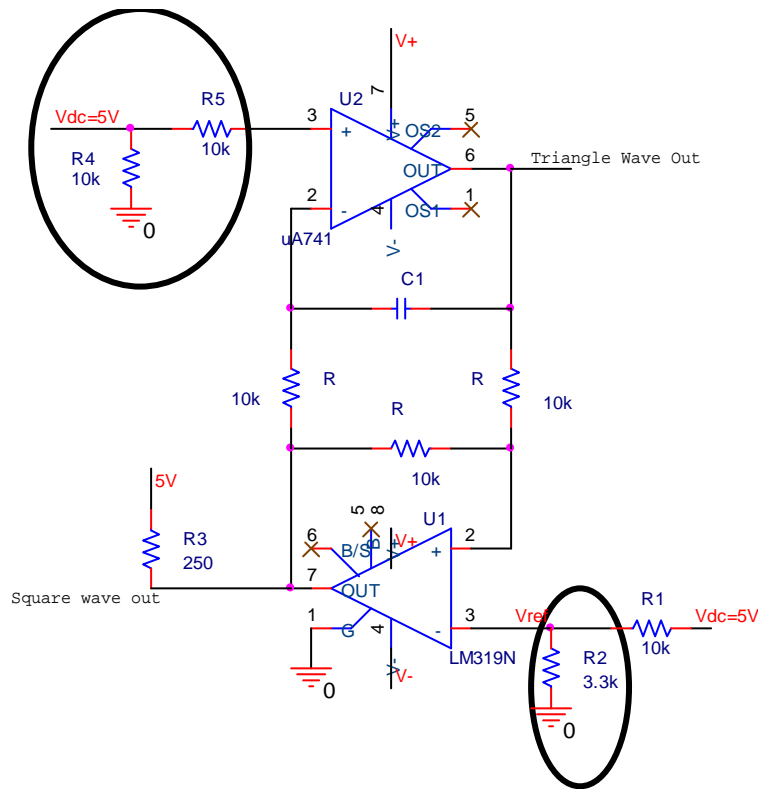 V+
R5
U2
7
Vdc=5V
3
+
V+
OS2
5
R4
10k
10k
OUT
6
Triangle Wave Out
2
-
4
OS1
1
0
uA741
V-
C1
10k
R
R
10k
R
10k
5V
R3
250
6
5
8
U1
B/S
B
V+
V+
+
2
Square wave out
7
OUT
1
G
4
-
3
Vref
R1
Vdc=5V
10k
V-
V-
LM319N
R2
3.3k
0
0